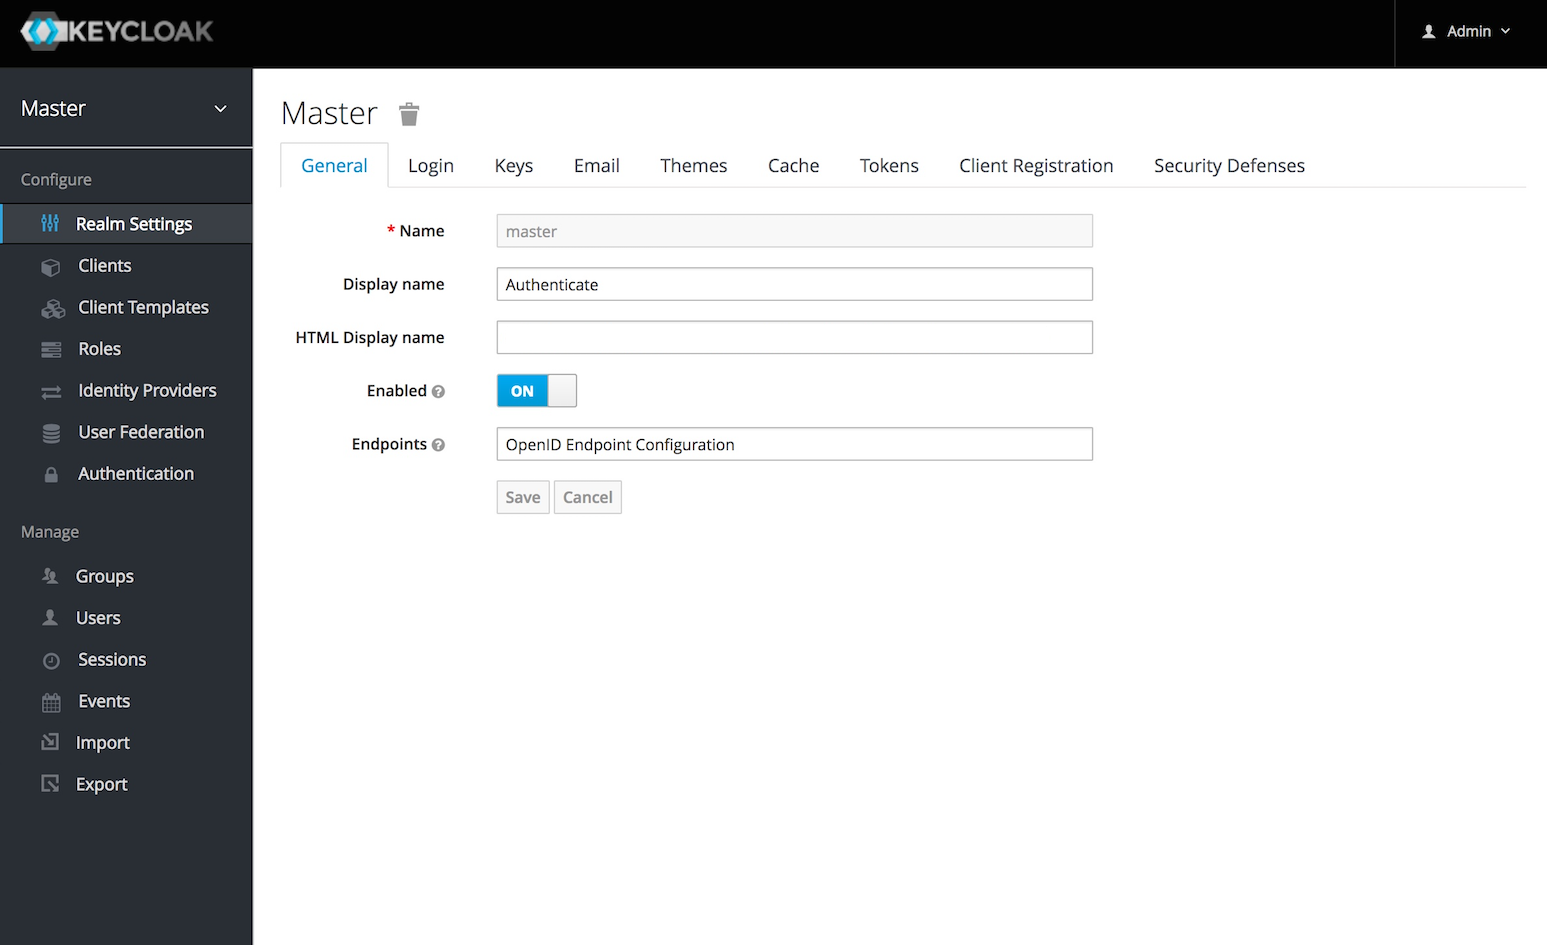 KEYCLOAK
Admin
Master
Configure
Realm Settings
Clients
Client Templates
Roles
Identity Providers
User Federation
Authentication
Manage
Groups
Users
Sessions
Events
Import
Export
Master
General Login Keys Email Themes Cache Tokens Client Registration Security Defenses
* Name master
Display name Authenticate
HTML Display name
Enabled ? ON
Endpoints ? OpenID Endpoint Configuration
Save Cancel